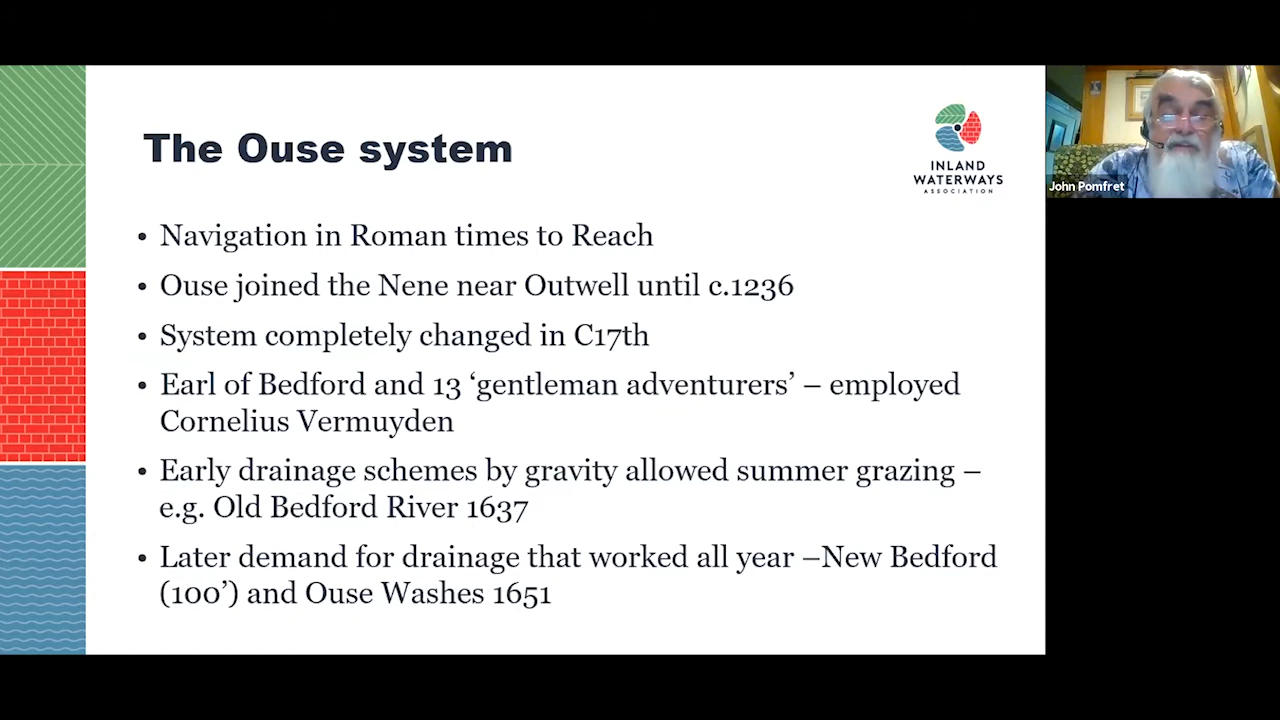 The Ouse system
INLAND
WATERWAYS
ASSOCIATION
John Pomfret
• Navigation in Roman times to Reach
• Ouse joined the Nene near Outwell until c.1236
• System completely changed in C17th
• Earl of Bedford and 13 ‘gentleman adventurers’ – employed
Cornelius Vermuyden
• Early drainage schemes by gravity allowed summer grazing –
e.g. Old Bedford River 1637
• Later demand for drainage that worked all year –New Bedford
(100’) and Ouse Washes 1651